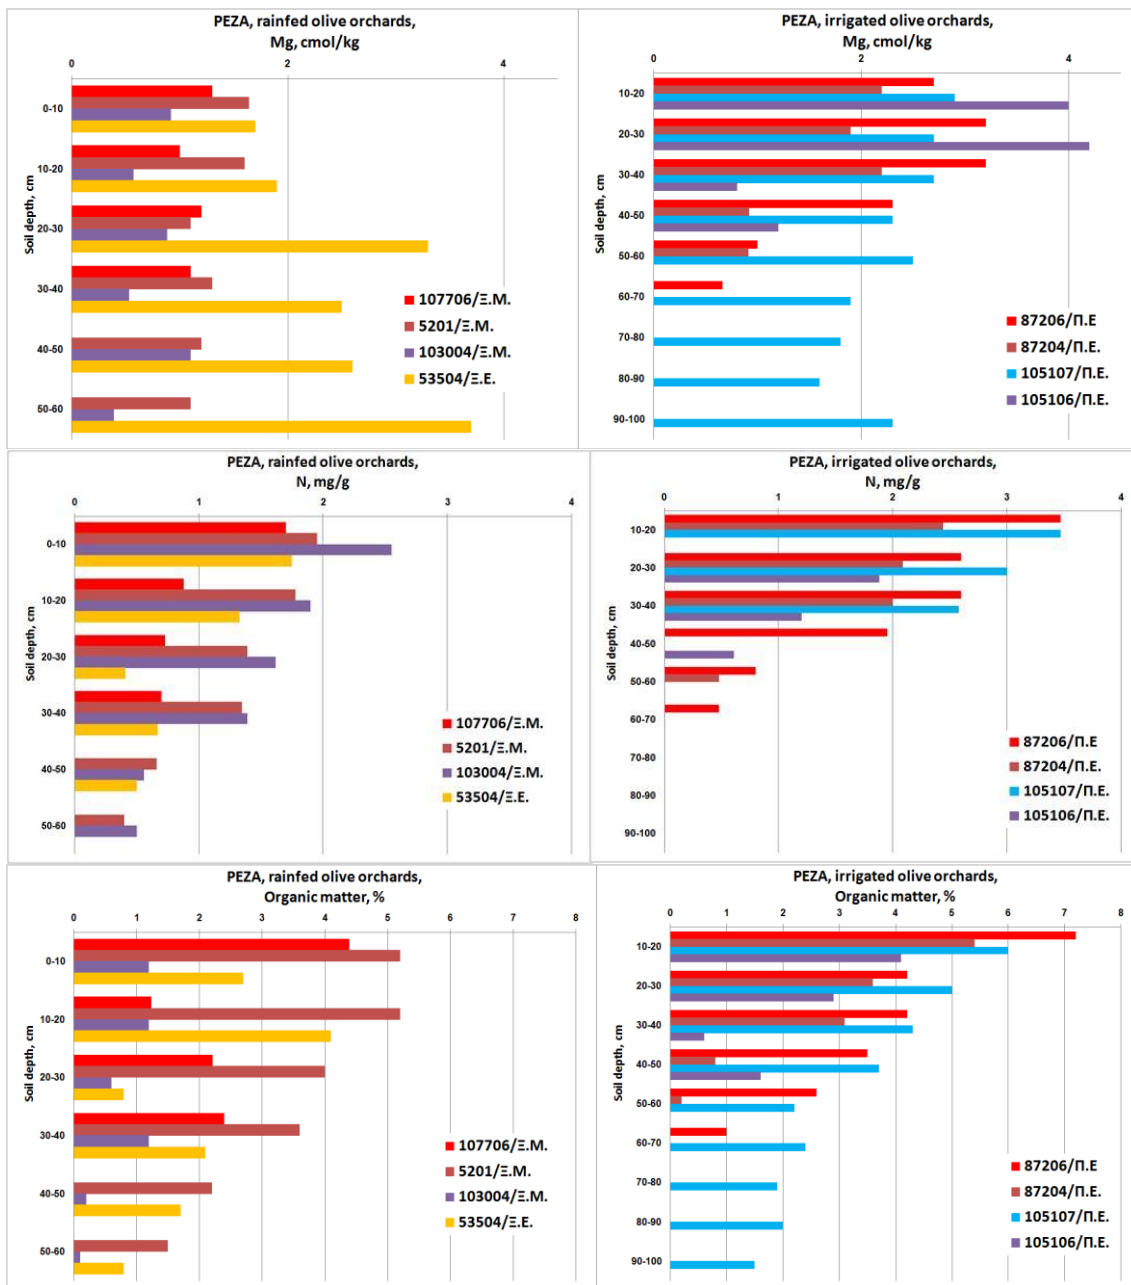 PEZA, rainfed olive orchards,
Mg, cmol/kg
0 2 4
Soil depth, cm
0-10
10-20
20-30
30-40
40-50
50-60
107706/Ξ.Μ.
5201/Ξ.Μ.
103004/Ξ.Μ.
53504/Ξ.Ε.
PEZA, irrigated olive orchards,
Mg, cmol/kg
0 2 4
Soil depth, cm
10-20
20-30
30-40
40-50
50-60
60-70
70-80
80-90
90-100
87206/Π.Ε
87204/Π.Ε.
105107/Π.Ε.
105106/Π.Ε.
PEZA, rainfed olive orchards,
N, mg/g
0 1 2 3 4
Soil depth, cm
0-10
10-20
20-30
30-40
40-50
50-60
107706/Ξ.Μ.
5201/Ξ.Μ.
103004/Ξ.Μ.
53504/Ξ.Ε.
PEZA, irrigated olive orchards,
N, mg/g
0 1 2 3 4
Soil depth, cm
10-20
20-30
30-40
40-50
50-60
60-70
70-80
80-90
90-100
87206/Π.Ε
87204/Π.Ε.
105107/Π.Ε.
105106/Π.Ε.
PEZA, rainfed olive orchards,
Organic matter, %
0 1 2 3 4 5 6 7 8
Soil depth, cm
0-10
10-20
20-30
30-40
40-50
50-60
107706/Ξ.Μ.
5201/Ξ.Μ.
103004/Ξ.Μ.
53504/Ξ.Ε.
PEZA, irrigated olive orchards,
Organic matter, %
0 1 2 3 4 5 6 7 8
Soil depth, cm
10-20
20-30
30-40
40-50
50-60
60-70
70-80
80-90
90-100
87206/Π.Ε
87204/Π.Ε.
105107/Π.Ε.
105106/Π.Ε.